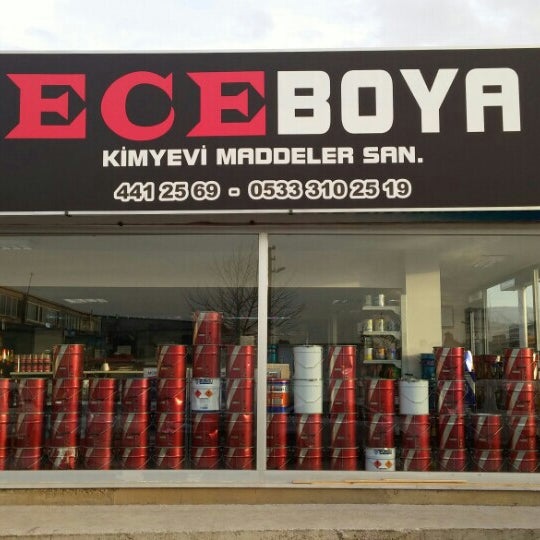 ECEBOYA
KİMYEVİ MADDELER SAN.
441 25 69 - 0533 310 25 19